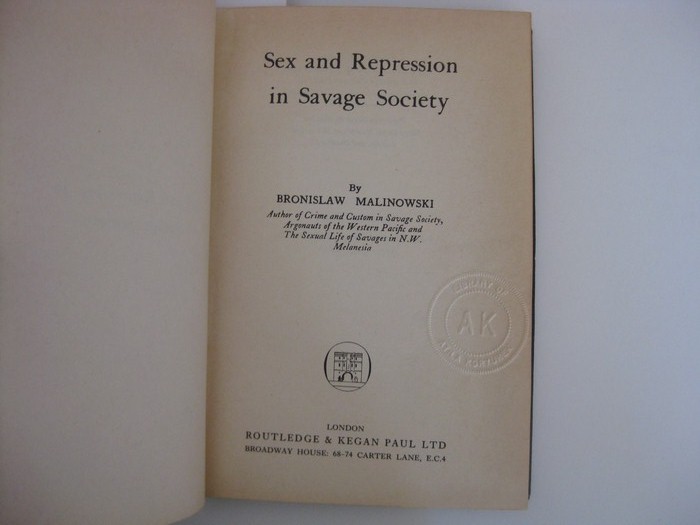 Sex and Repression
in Savage Society
By
BRONISLAW MALINOWSKI
Author of Crime and Custom in Savage Society,
Argonauts of the Western Pacific and
The Sexual Life of Savages in N.W.
Melanesia
LIBRARY OF
AK
LONDON
ROUTLEDGE & KEGAN PAUL LTD
BROADWAY HOUSE: 68-74 CARTER LANE, E.C.4